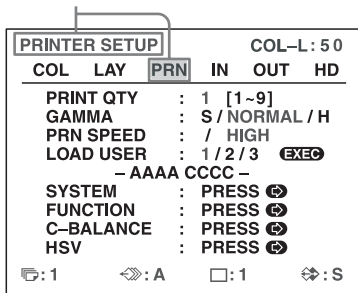 PRINTER SETUP COL–L:50
COL LAY PRN IN OUT HD
PRINT QTY : 1 [1~9]
GAMMA : S / NORMAL / H
PRN SPEED : / HIGH
LOAD USER : 1 / 2 / 3 EXEC
– AAAA CCCC –
SYSTEM : PRESS
FUNCTION : PRESS
C–BALANCE : PRESS
HSV : PRESS
:1 :A :1 :S